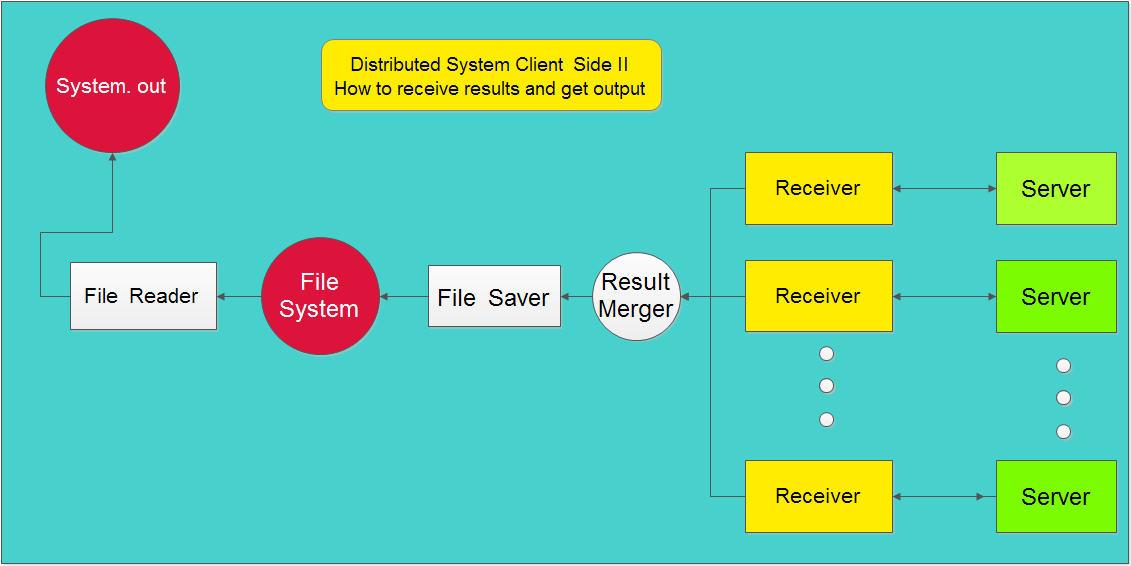 System. out
Distributed System Client  Side II
How to receive results and get output
Receiver
Server
File  Reader
File
System
File  Saver
Result
Merger
Receiver
Server
Receiver
Server